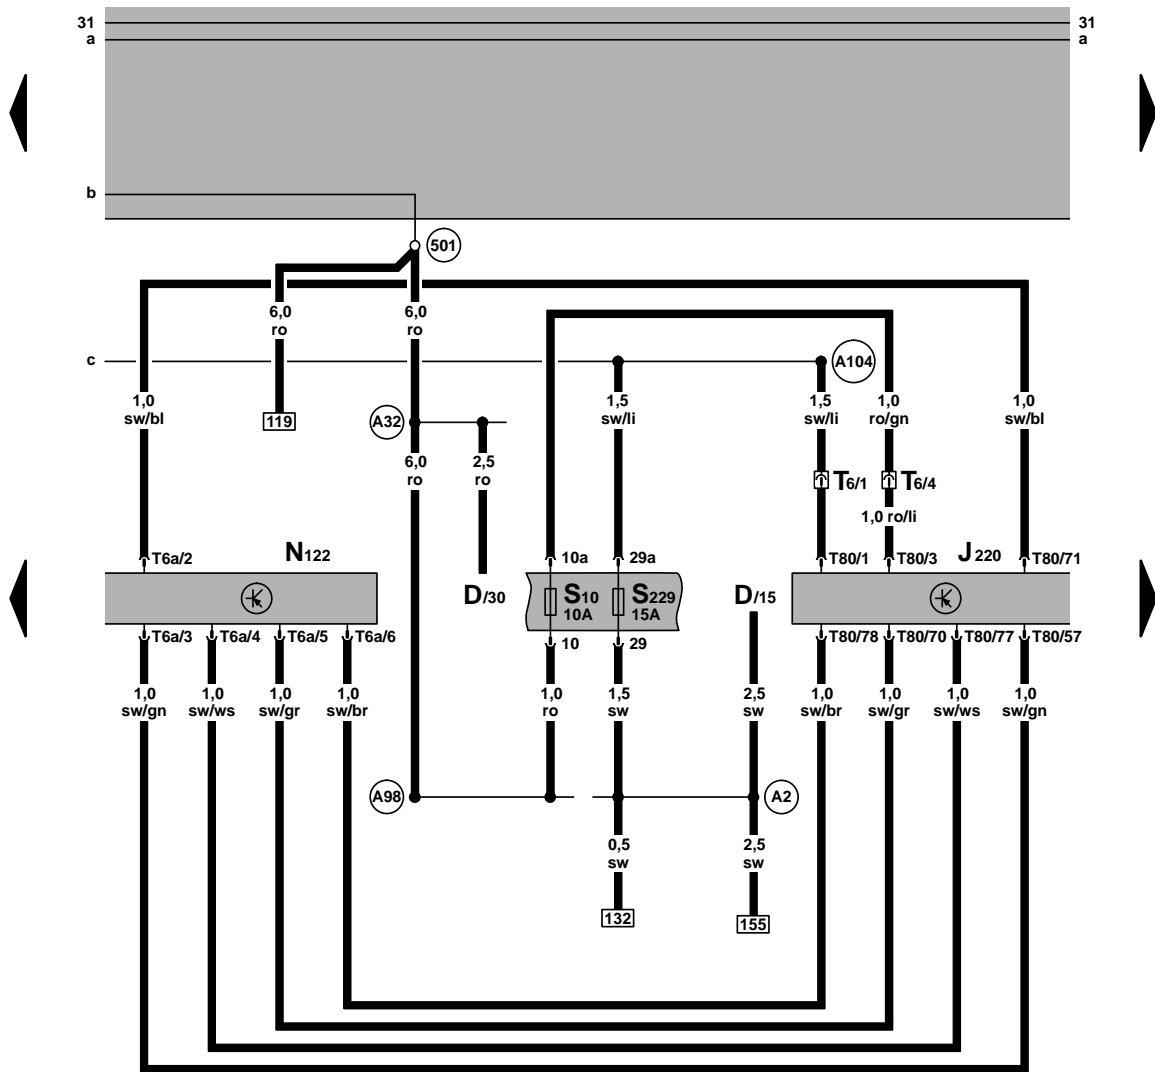 31 31
a a
b
501
6,0 6,0
ro ro
c
A104
1,0 1,5 1,5 1,0 1,0
sw/bl sw/li sw/li ro/gn sw/bl
119 A32
6,0 2,5
ro ro
T6/1 T6/4
1,0 ro/li
T6a/2 N122 10a 29a T80/1 T80/3 J220 T80/71
D/30 S10 S229 D/15
10A 15A
T6a/3 T6a/4 T6a/5 T6a/6 10 29 T80/78 T80/70 T80/77 T80/57
1,0 1,0 1,0 1,0 1,0 1,5 2,5 1,0 1,0 1,0 1,0
sw/gn sw/ws sw/gr sw/br ro sw sw sw/br sw/gr sw/ws sw/gn
A98 A2
0,5 2,5
sw sw
132 155